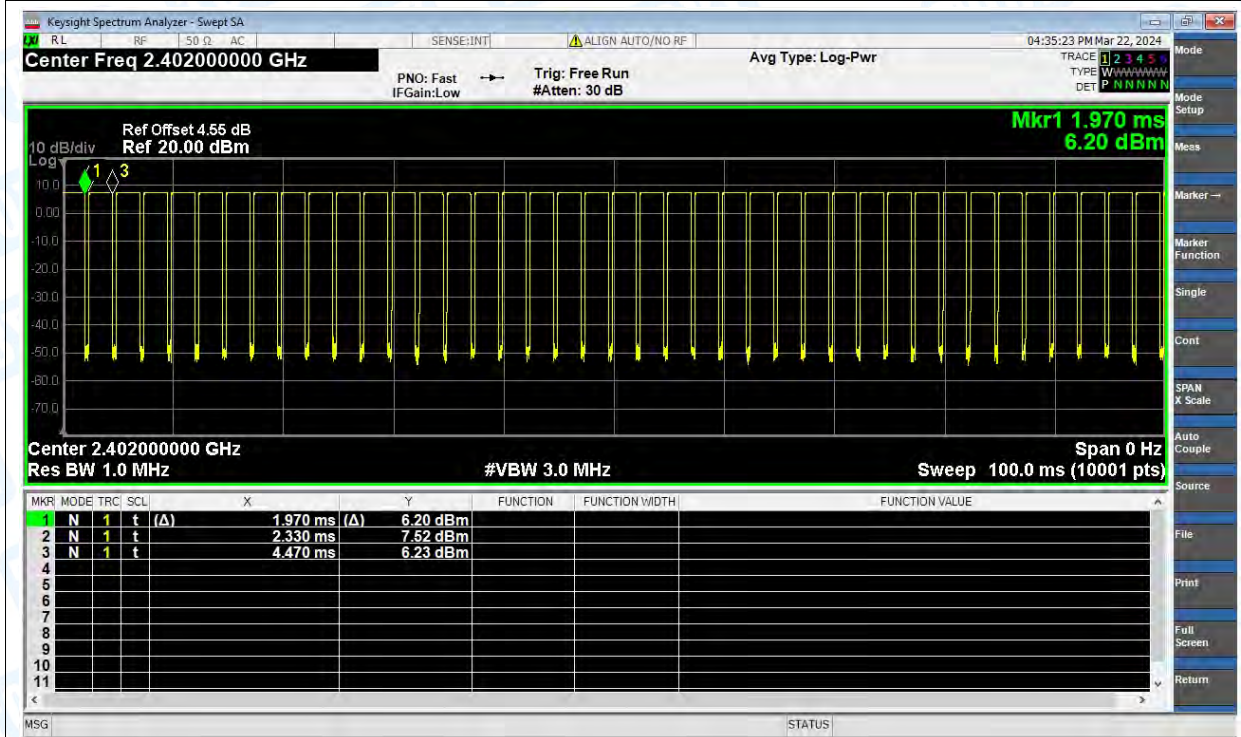 Keysight Spectrum Analyzer - Swept SA
LXI RL RF 50 Ω AC SENSE:INT ALIGN AUTO/NO RF 04:35:23 PM Mar 22, 2024
Center Freq 2.402000000 GHz
PNO: Fast
IFGain:Low
Trig: Free Run
#Atten: 30 dB
Avg Type: Log-Pwr
TRACE 1 2 3 4 5 6
TYPE WWWWWW
DET P N N N N N
Mkr1 1.970 ms
6.20 dBm
Ref Offset 4.55 dB
10 dB/div Ref 20.00 dBm
Log
1 3
10.0
0.00
-10.0
-20.0
-30.0
-40.0
-50.0
-60.0
-70.0
Center 2.402000000 GHz Span 0 Hz
Res BW 1.0 MHz #VBW 3.0 MHz Sweep 100.0 ms (10001 pts)
MKR MODE TRC SCL X Y FUNCTION FUNCTION WIDTH FUNCTION VALUE
1 N 1 t (Δ) 1.970 ms (Δ) 6.20 dBm
2 N 1 t 2.330 ms 7.52 dBm
3 N 1 t 4.470 ms 6.23 dBm
4
5
6
7
8
9
10
11
MSG STATUS
Mode
Mode
Setup
Meas
Marker→
Marker
Function
Single
Cont
SPAN
X Scale
Auto
Couple
Source
File
Print
Full
Screen
Return